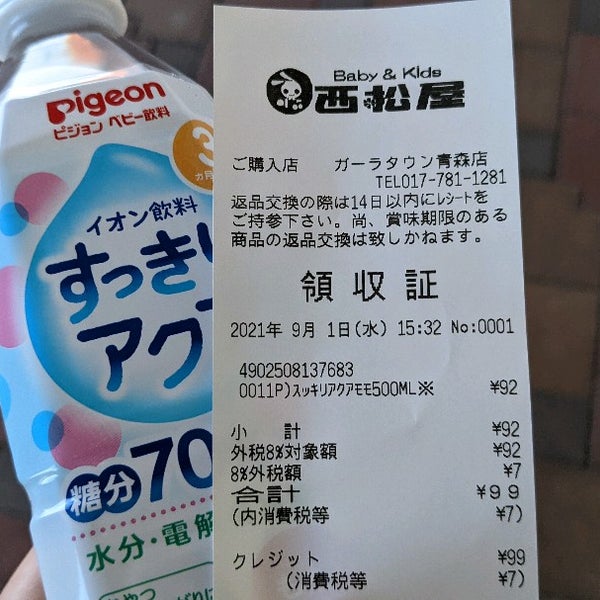 Pigeon
ピジョン ベビー飲料
3
カ月
イオン飲料
すっきり
アク
糖分70
水分・電解
Baby & Kids
西松屋
ご購入店 ガーラタウン青森店
TEL017-781-1281
返品交換の際は14日以内にレシートを
ご持参下さい。尚、賞味期限のある
商品の返品交換は致しかねます。
領収証
2021年 9月 1日(水) 15:32 No:0001
4902508137683
0011P)スッキリアクアモモ500ML※ ¥92
小 計 ¥92
外税8%対象額 ¥92
8%外税額 ¥7
合計 ¥99
(内消費税等 ¥7)
クレジット ¥99
(消費税等 ¥7)